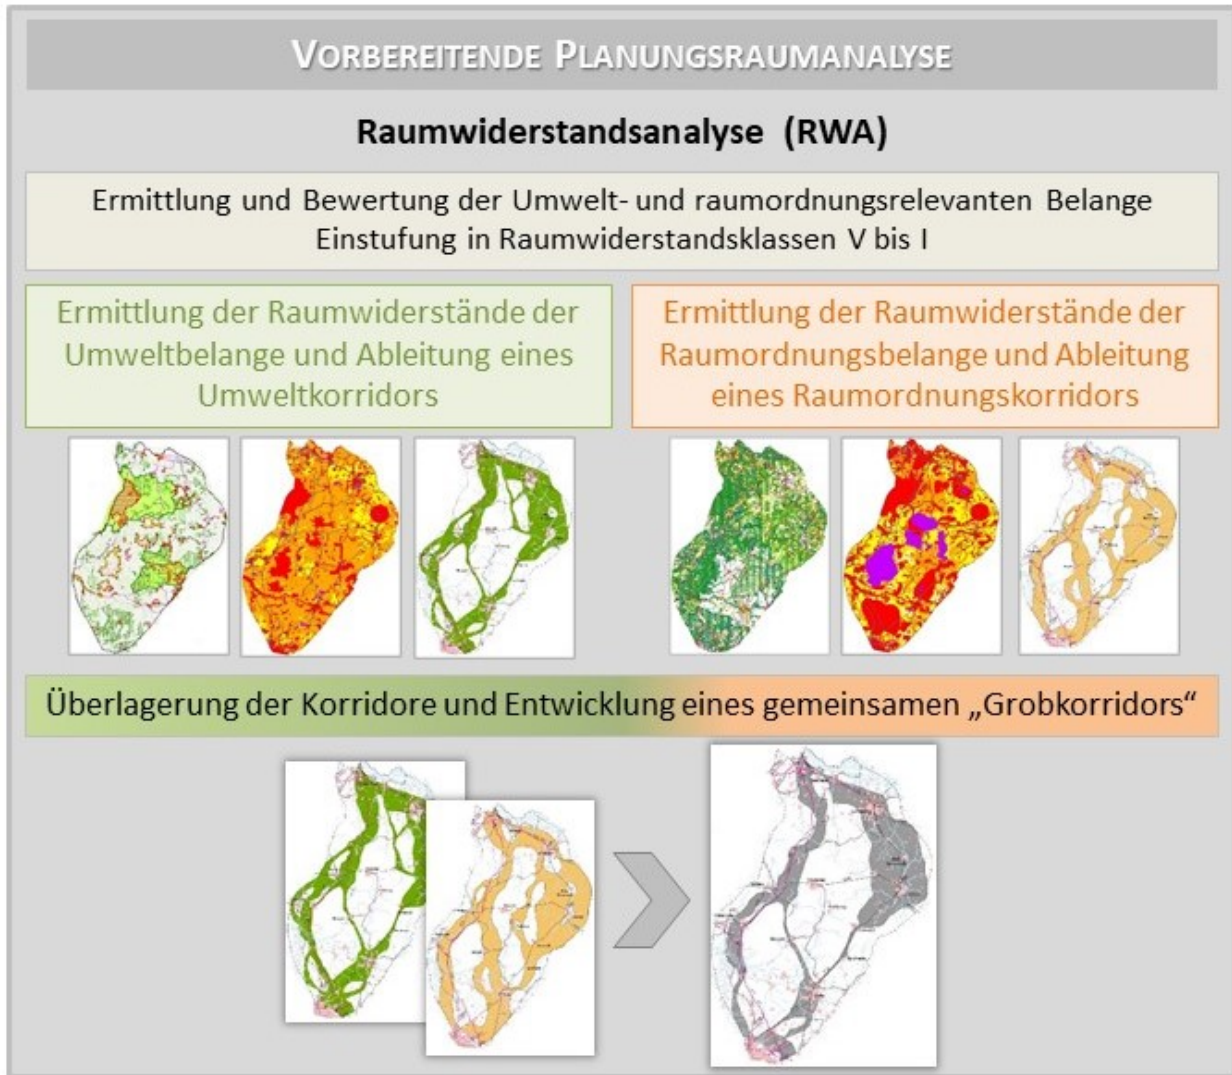 VORBEREITENDE PLANUNGSRAUMANALYSE
Raumwiderstandsanalyse (RWA)
Ermittlung und Bewertung der Umwelt- und raumordnungsrelevanten Belange
Einstufung in Raumwiderstandsklassen V bis I
Ermittlung der Raumwiderstände der
Umweltbelange und Ableitung eines
Umweltkorridors
Ermittlung der Raumwiderstände der
Raumordnungsbelange und Ableitung
eines Raumordnungskorridors
Überlagerung der Korridore und Entwicklung eines gemeinsamen „Grobkorridors“